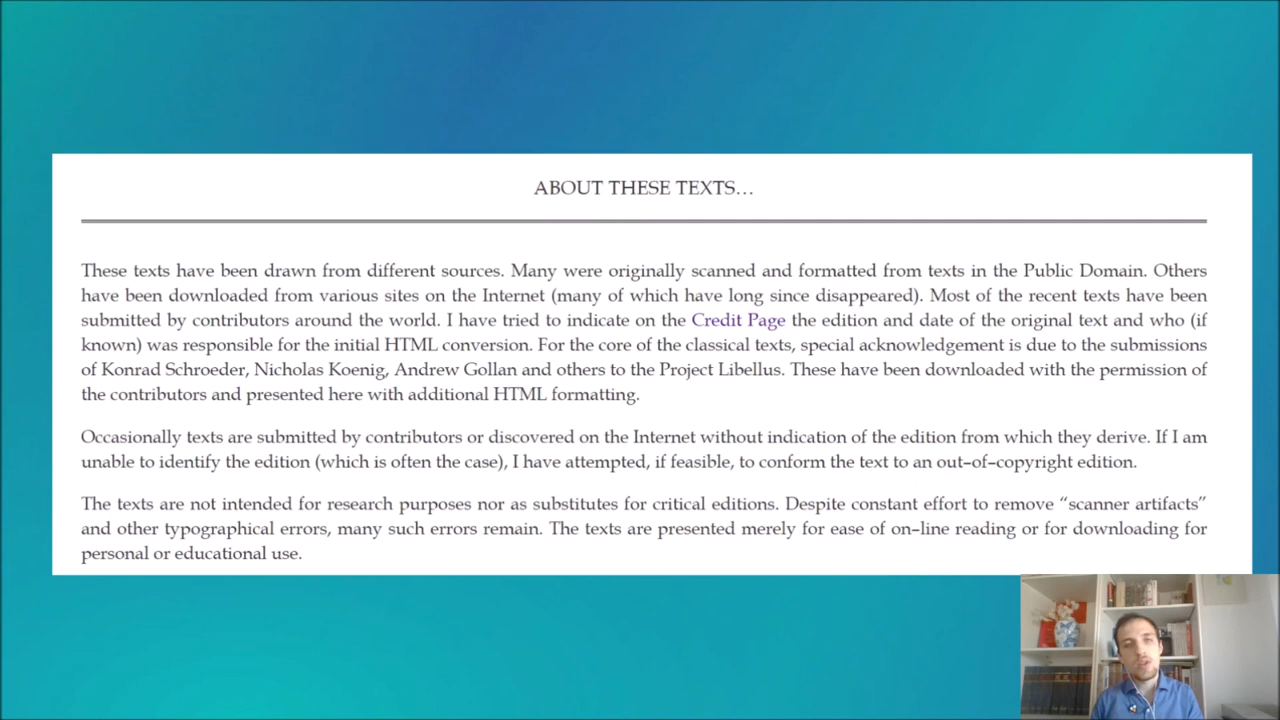 ABOUT THESE TEXTS…
These texts have been drawn from different sources. Many were originally scanned and formatted from texts in the Public Domain. Others
have been downloaded from various sites on the Internet (many of which have long since disappeared). Most of the recent texts have been
submitted by contributors around the world. I have tried to indicate on the Credit Page the edition and date of the original text and who (if
known) was responsible for the initial HTML conversion. For the core of the classical texts, special acknowledgement is due to the submissions
of Konrad Schroeder, Nicholas Koenig, Andrew Gollan and others to the Project Libellus. These have been downloaded with the permission of
the contributors and presented here with additional HTML formatting.
Occasionally texts are submitted by contributors or discovered on the Internet without indication of the edition from which they derive. If I am
unable to identify the edition (which is often the case), I have attempted, if feasible, to conform the text to an out–of–copyright edition.
The texts are not intended for research purposes nor as substitutes for critical editions. Despite constant effort to remove “scanner artifacts”
and other typographical errors, many such errors remain. The texts are presented merely for ease of on–line reading or for downloading for
personal or educational use.